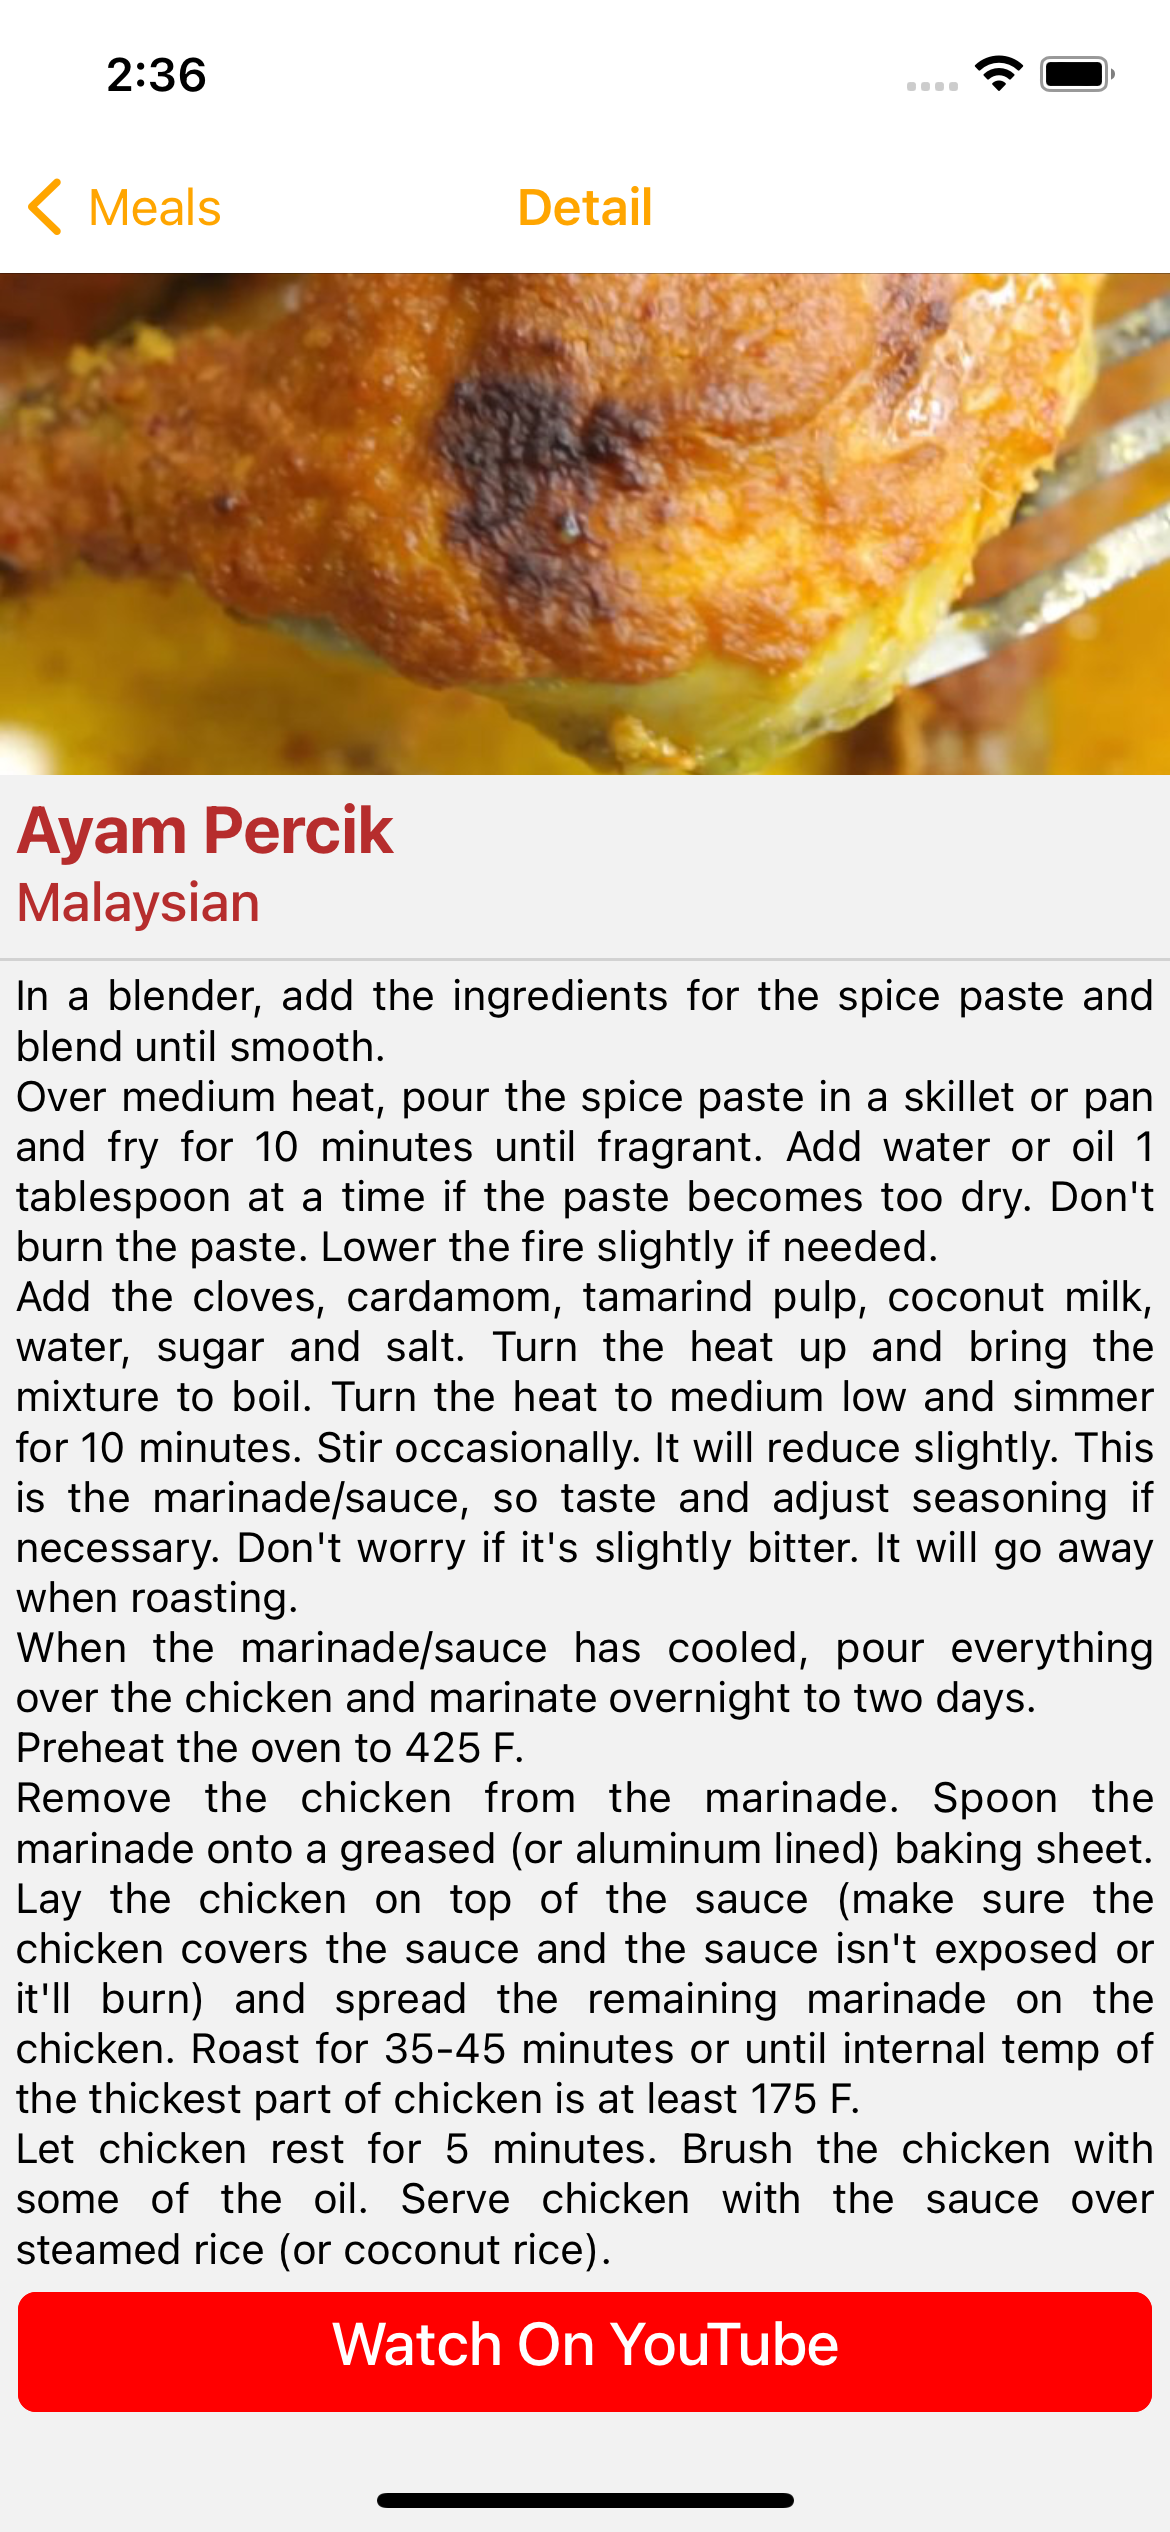 2:36
Meals
Detail
Ayam Percik
Malaysian
In a blender, add the ingredients for the spice paste and
blend until smooth.
Over medium heat, pour the spice paste in a skillet or pan
and fry for 10 minutes until fragrant. Add water or oil 1
tablespoon at a time if the paste becomes too dry. Don't
burn the paste. Lower the fire slightly if needed.
Add the cloves, cardamom, tamarind pulp, coconut milk,
water, sugar and salt. Turn the heat up and bring the
mixture to boil. Turn the heat to medium low and simmer
for 10 minutes. Stir occasionally. It will reduce slightly. This
is the marinade/sauce, so taste and adjust seasoning if
necessary. Don't worry if it's slightly bitter. It will go away
when roasting.
When the marinade/sauce has cooled, pour everything
over the chicken and marinate overnight to two days.
Preheat the oven to 425 F.
Remove the chicken from the marinade. Spoon the
marinade onto a greased (or aluminum lined) baking sheet.
Lay the chicken on top of the sauce (make sure the
chicken covers the sauce and the sauce isn't exposed or
it'll burn) and spread the remaining marinade on the
chicken. Roast for 35-45 minutes or until internal temp of
the thickest part of chicken is at least 175 F.
Let chicken rest for 5 minutes. Brush the chicken with
some of the oil. Serve chicken with the sauce over
steamed rice (or coconut rice).
Watch On YouTube